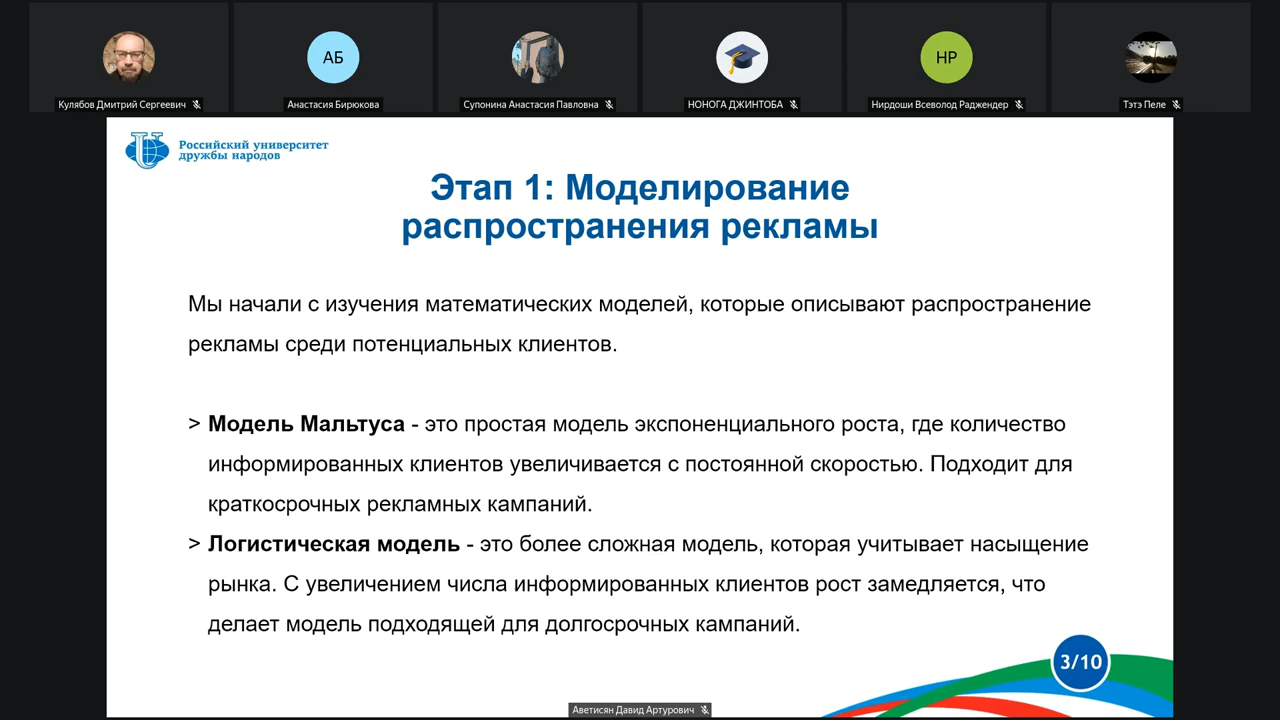 АБ
НР
Кулябов Дмитрий Сергеевич
Анастасия Бирюкова
Супонина Анастасия Павловна
НОНОГА ДЖИНТОБА
Нирдоши Всеволод Раджендер
Тэтэ Пеле
Российский университет
дружбы народов
Этап 1: Моделирование
распространения рекламы
Мы начали с изучения математических моделей, которые описывают распространение
рекламы среди потенциальных клиентов.
> Модель Мальтуса - это простая модель экспоненциального роста, где количество
информированных клиентов увеличивается с постоянной скоростью. Подходит для
краткосрочных рекламных кампаний.
> Логистическая модель - это более сложная модель, которая учитывает насыщение
рынка. С увеличением числа информированных клиентов рост замедляется, что
делает модель подходящей для долгосрочных кампаний.
3/10
Аветисян Давид Артурович